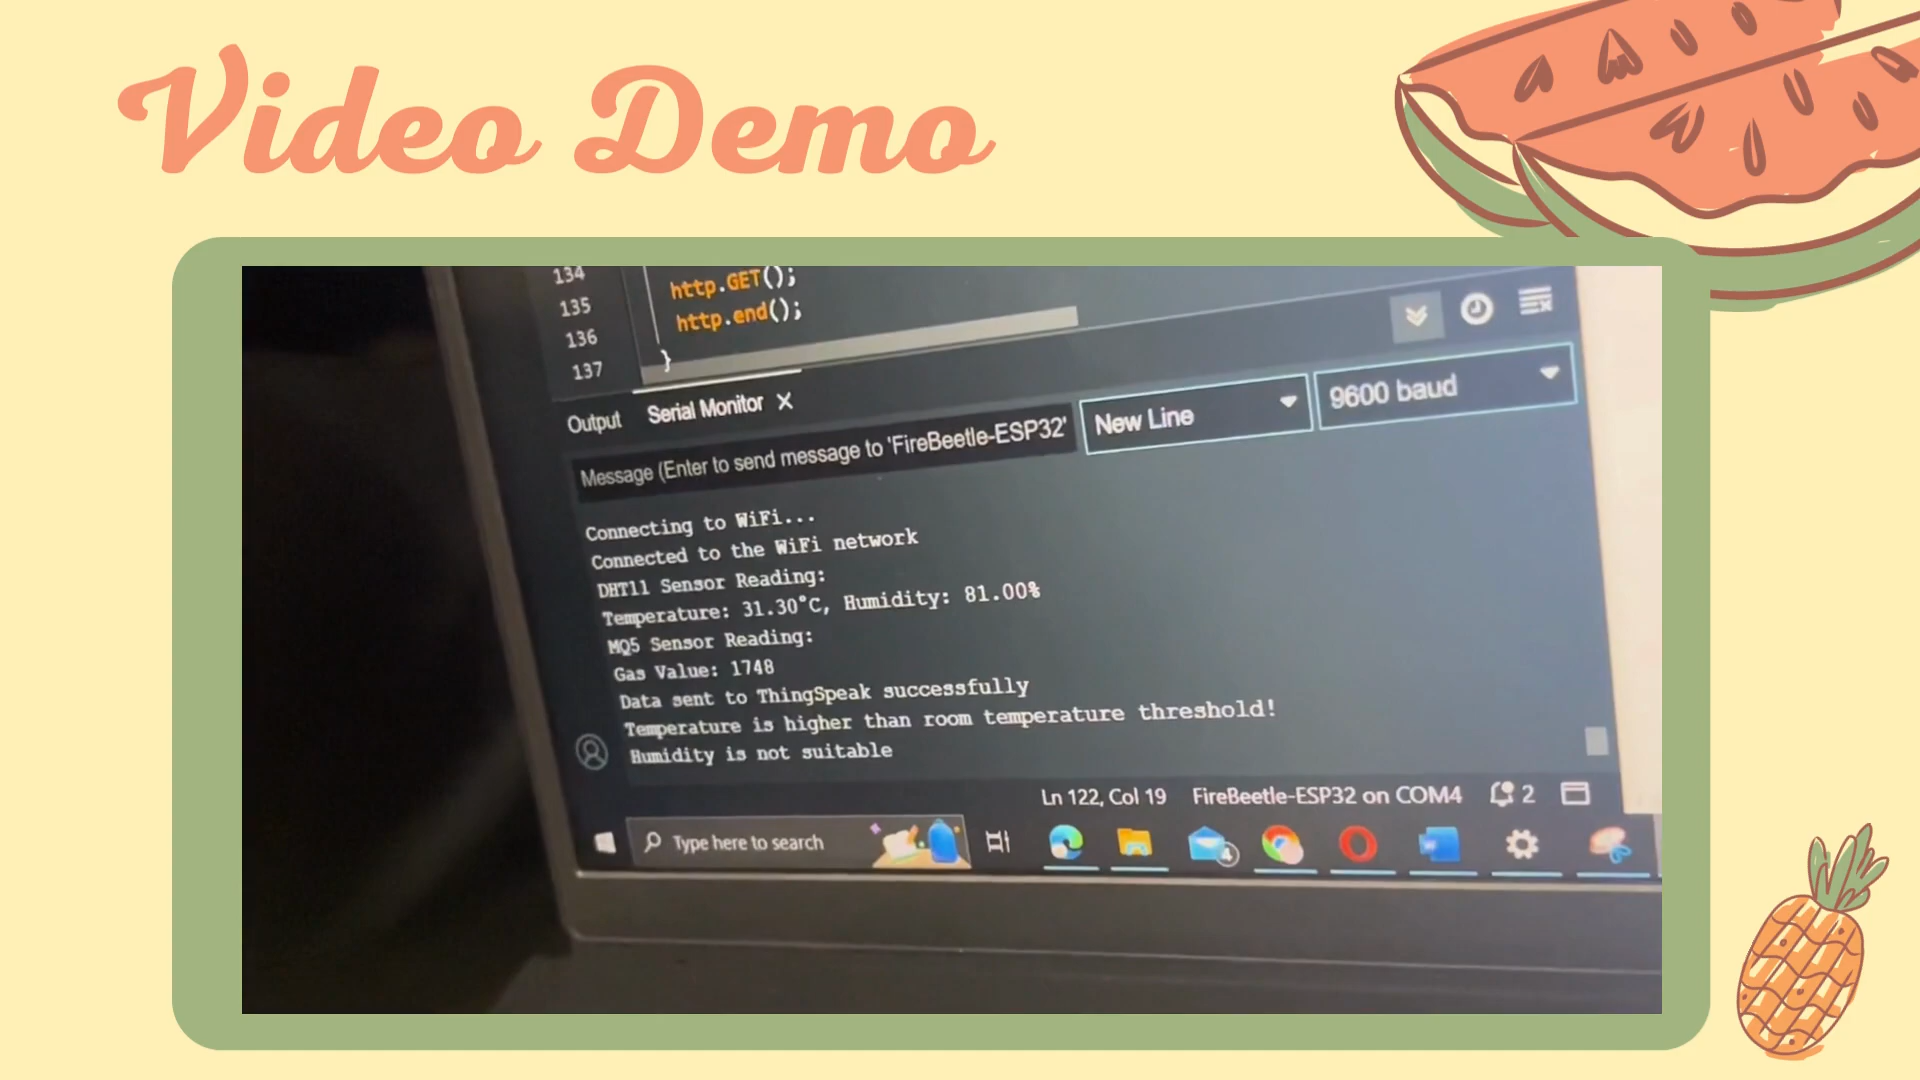 Video Demo
134
135
136
137
http.GET();
http.end();
}
Output
Serial Monitor X
Message (Enter to send message to 'FireBeetle-ESP32'
New Line
9600 baud
Connecting to WiFi...
Connected to the WiFi network
DHT11 Sensor Reading:
Temperature: 31.30°C, Humidity: 81.00%
MQ5 Sensor Reading:
Gas Value: 1748
Data sent to ThingSpeak successfully
Temperature is higher than room temperature threshold!
Humidity is not suitable
Ln 122, Col 19
FireBeetle-ESP32 on COM4
2
Type here to search
4